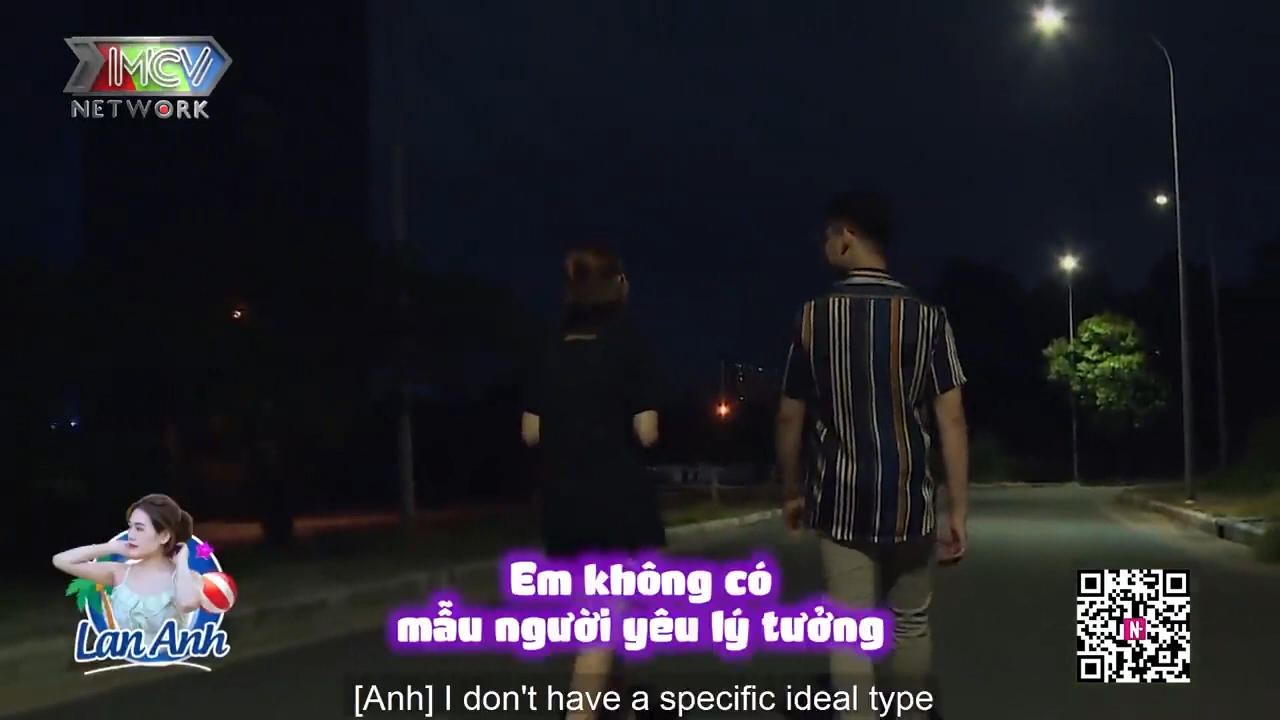 MCV
NETWORK
Em không có
mẫu người yêu lý tưởng
Lan Anh
N
[Anh] I don't have a specific ideal type